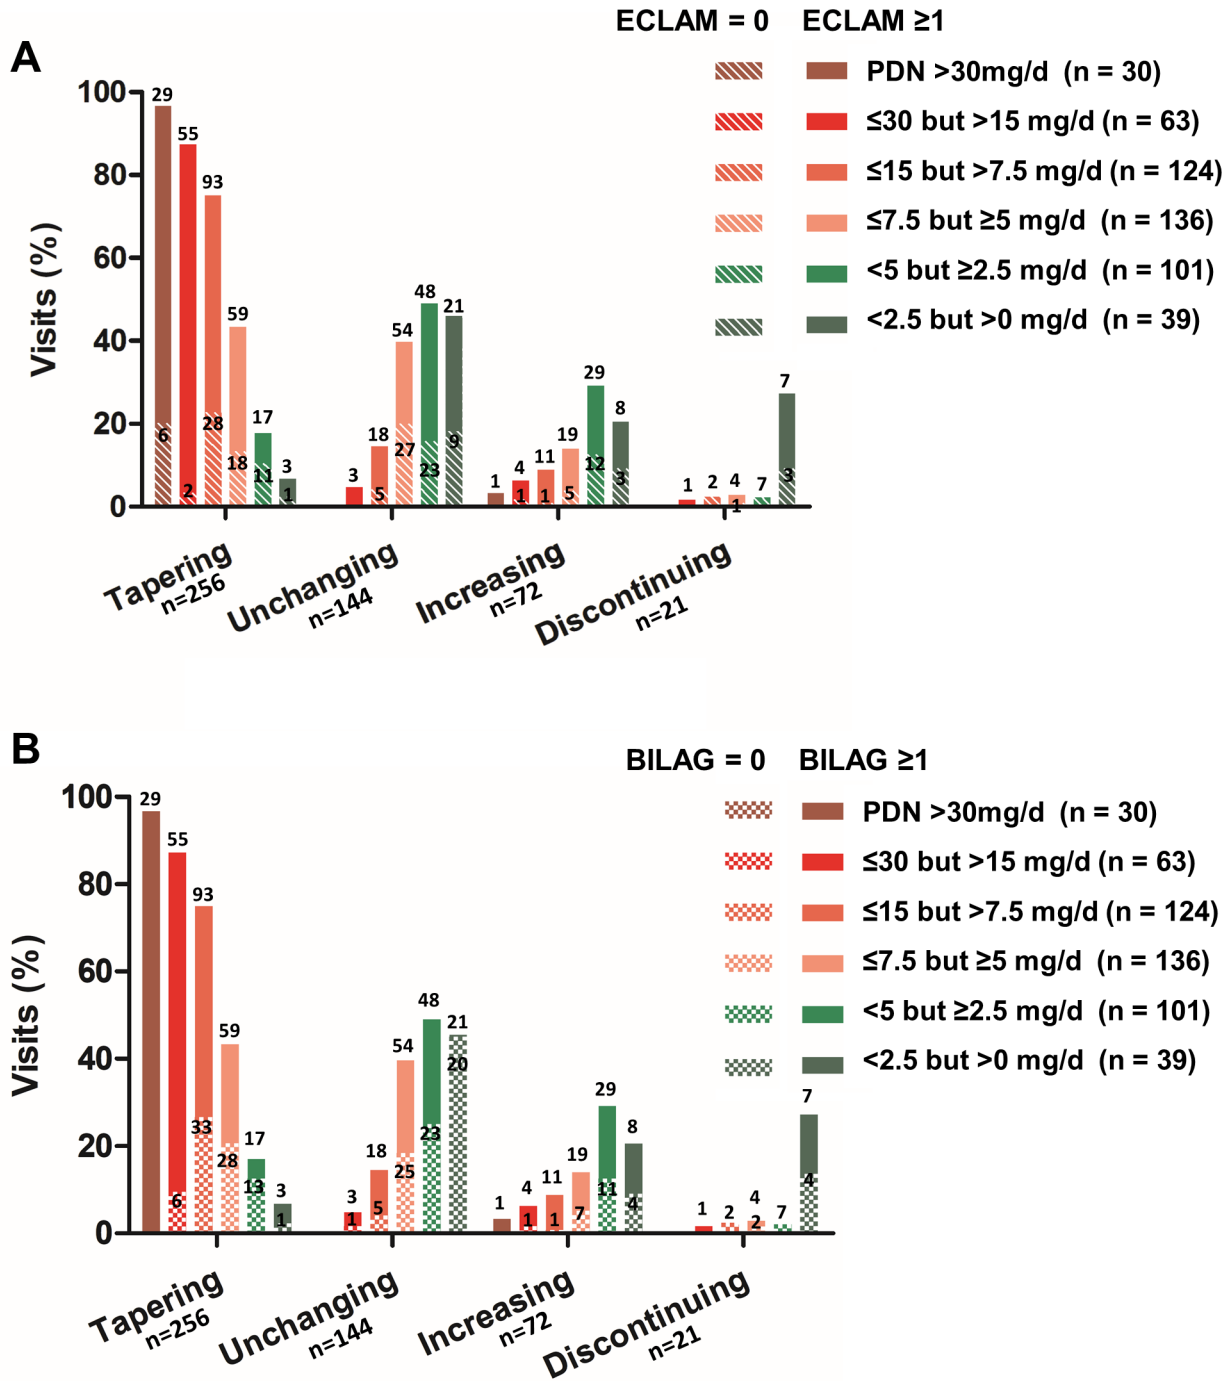 ECLAM = 0 ECLAM ≥1
A
PDN >30mg/d (n = 30)
≤30 but >15 mg/d (n = 63)
≤15 but >7.5 mg/d (n = 124)
≤7.5 but ≥5 mg/d (n = 136)
<5 but ≥2.5 mg/d (n = 101)
<2.5 but >0 mg/d (n = 39)
Visits (%)
100
80
60
40
20
0
29 55 93 59 17 3
6 2 28 18 11 1
3 18 54 48 21
5 27 23 9
1 4 11 19 29 8
1 1 5 12 3
1 2 4 7 7
1 3
Tapering Unchanging Increasing Discontinuing
n=256 n=144 n=72 n=21
B
BILAG = 0 BILAG ≥1
PDN >30mg/d (n = 30)
≤30 but >15 mg/d (n = 63)
≤15 but >7.5 mg/d (n = 124)
≤7.5 but ≥5 mg/d (n = 136)
<5 but ≥2.5 mg/d (n = 101)
<2.5 but >0 mg/d (n = 39)
Visits (%)
100
80
60
40
20
0
29 55 93 59 17 3
6 33 28 13 1
3 18 54 48 21
1 5 25 23 20
1 4 11 19 29 8
1 1 7 11 4
1 2 4 7 7
2 4
Tapering Unchanging Increasing Discontinuing
n=256 n=144 n=72 n=21